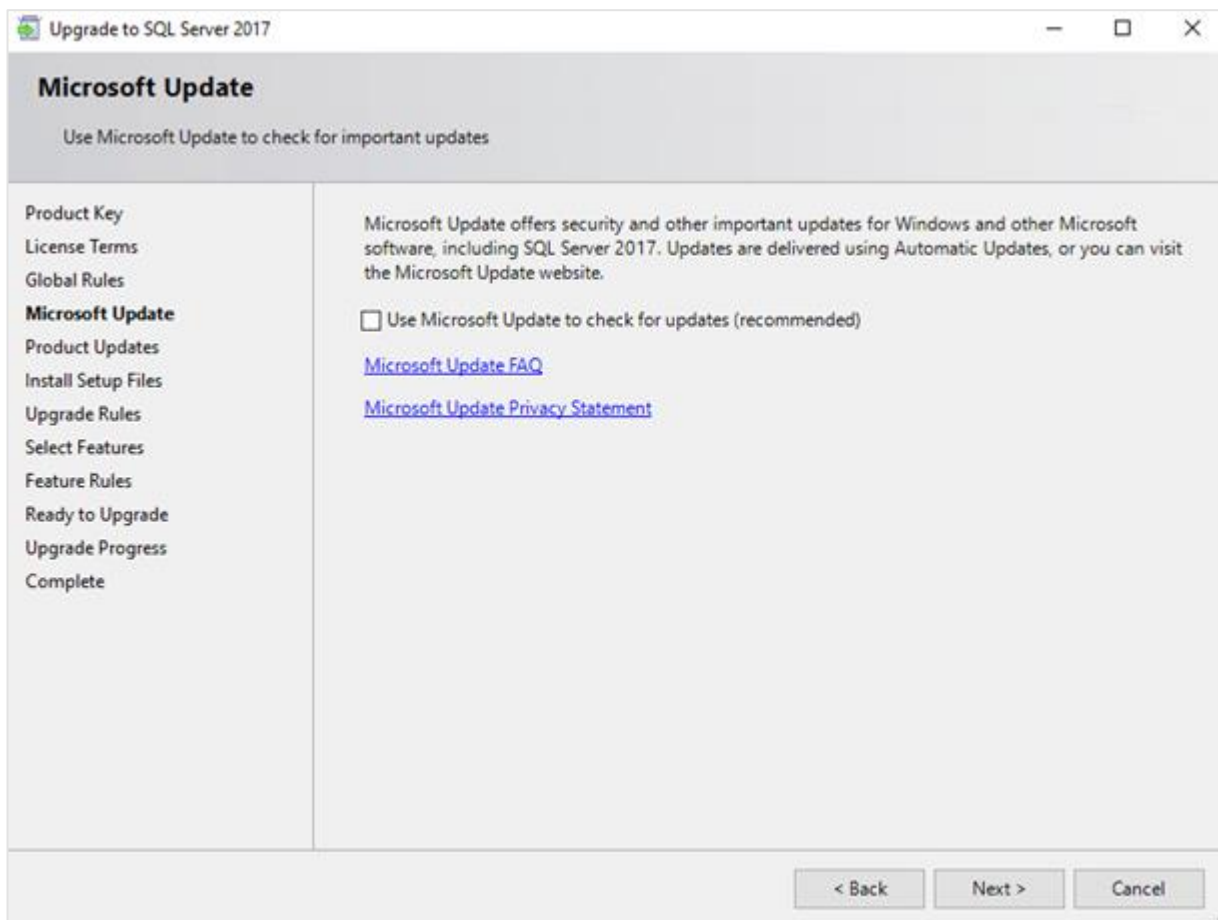 Upgrade to SQL Server 2017
Microsoft Update
Use Microsoft Update to check for important updates
Product Key
License Terms
Global Rules
Microsoft Update
Product Updates
Install Setup Files
Upgrade Rules
Select Features
Feature Rules
Ready to Upgrade
Upgrade Progress
Complete
Microsoft Update offers security and other important updates for Windows and other Microsoft
software, including SQL Server 2017. Updates are delivered using Automatic Updates, or you can visit
the Microsoft Update website.
Use Microsoft Update to check for updates (recommended)
Microsoft Update FAQ
Microsoft Update Privacy Statement
< Back Next > Cancel